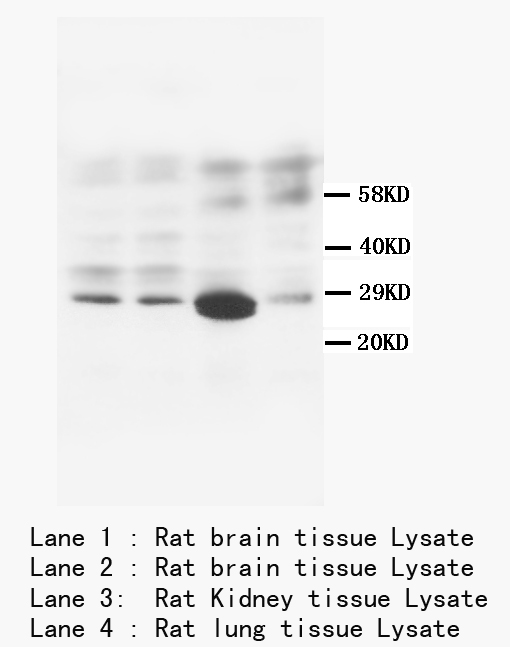 58KD
40KD
29KD
20KD
Lane 1 : Rat brain tissue Lysate
Lane 2 : Rat brain tissue Lysate
Lane 3:  Rat Kidney tissue Lysate
Lane 4 : Rat lung tissue Lysate